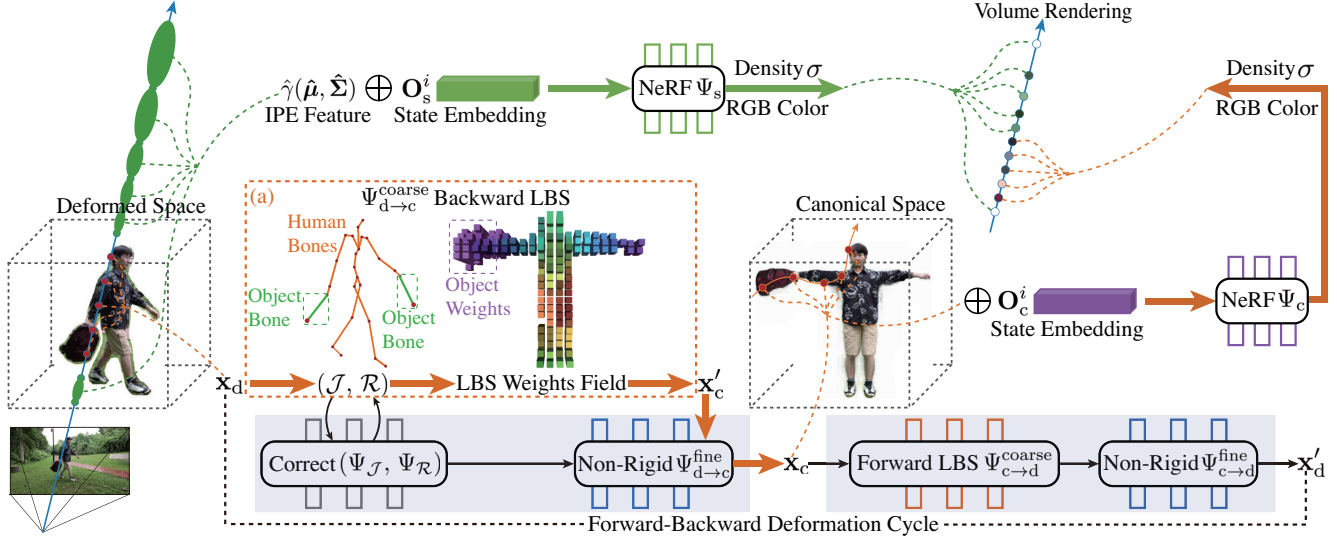 Volume Rendering
γ̂(μ̂, Σ̂) ⊕ O_s^i
IPE Feature State Embedding
NeRF Ψ_s
Density σ
RGB Color
Density σ
RGB Color
Deformed Space
(a)
Ψ_{d→c}^{coarse} Backward LBS
Human
Bones
Object
Bone
Object
Bone
Object
Weights
Canonical Space
⊕ O_c^i
State Embedding
NeRF Ψ_c
x_d
(𝒥, ℛ)
LBS Weights Field
x′_c
Correct (Ψ_𝒥, Ψ_ℛ)
Non-Rigid Ψ_{d→c}^{fine}
x_c
Forward LBS Ψ_{c→d}^{coarse}
Non-Rigid Ψ_{c→d}^{fine}
x′_d
Forward-Backward Deformation Cycle